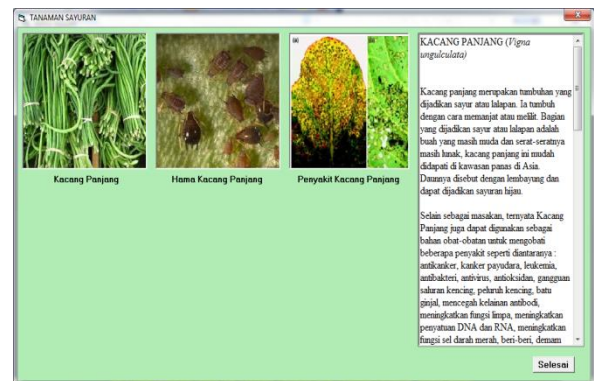 TANAMAN SAYURAN
(a)
Kacang Panjang
Hama Kacang Panjang
Penyakit Kacang Panjang
KACANG PANJANG (Vigna
ungulculata)
Kacang panjang merupakan tumbuhan yang
dijadikan sayur atau lalapan. Ia tumbuh
dengan cara memanjat atau melilit. Bagian
yang dijadikan sayur atau lalapan adalah
buah yang masih muda dan serat-seratnya
masih lunak, kacang panjang ini mudah
didapati di kawasan panas di Asia.
Daunnya disebut dengan lembayung dan
dapat dijadikan sayuran hijau.
Selain sebagai masakan, ternyata Kacang
Panjang juga dapat digunakan sebagai
bahan obat-obatan untuk mengobati
beberapa penyakit seperti diantaranya :
antikanker, kanker payudara, leukemia,
antibakteri, antivirus, antioksidan, gangguan
saluran kencing, peluruh kencing, batu
ginjal, mencegah kelainan antibodi,
meningkatkan fungsi limpa, meningkatkan
penyatuan DNA dan RNA, meningkatkan
fungsi sel darah merah, beri-beri, demam
Selesai